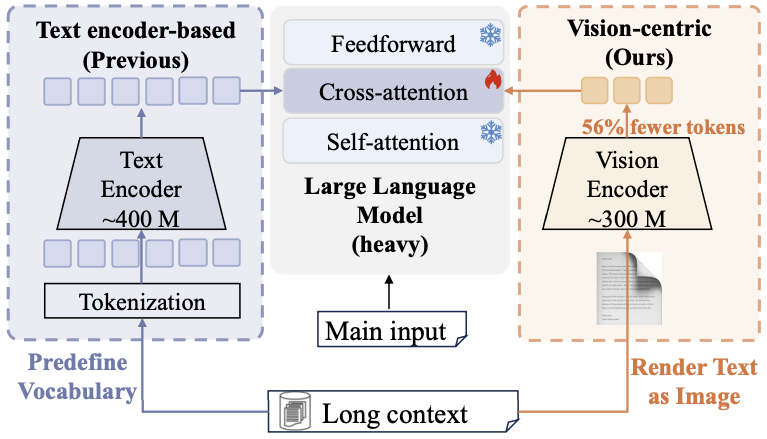 Text encoder-based
(Previous)
Text
Encoder
~400 M
Tokenization
Predefine
Vocabulary
Feedforward
Cross-attention
Self-attention
Large Language
Model
(heavy)
Main input
Long context
Vision-centric
(Ours)
56% fewer tokens
Vision
Encoder
~300 M
Render Text
as Image